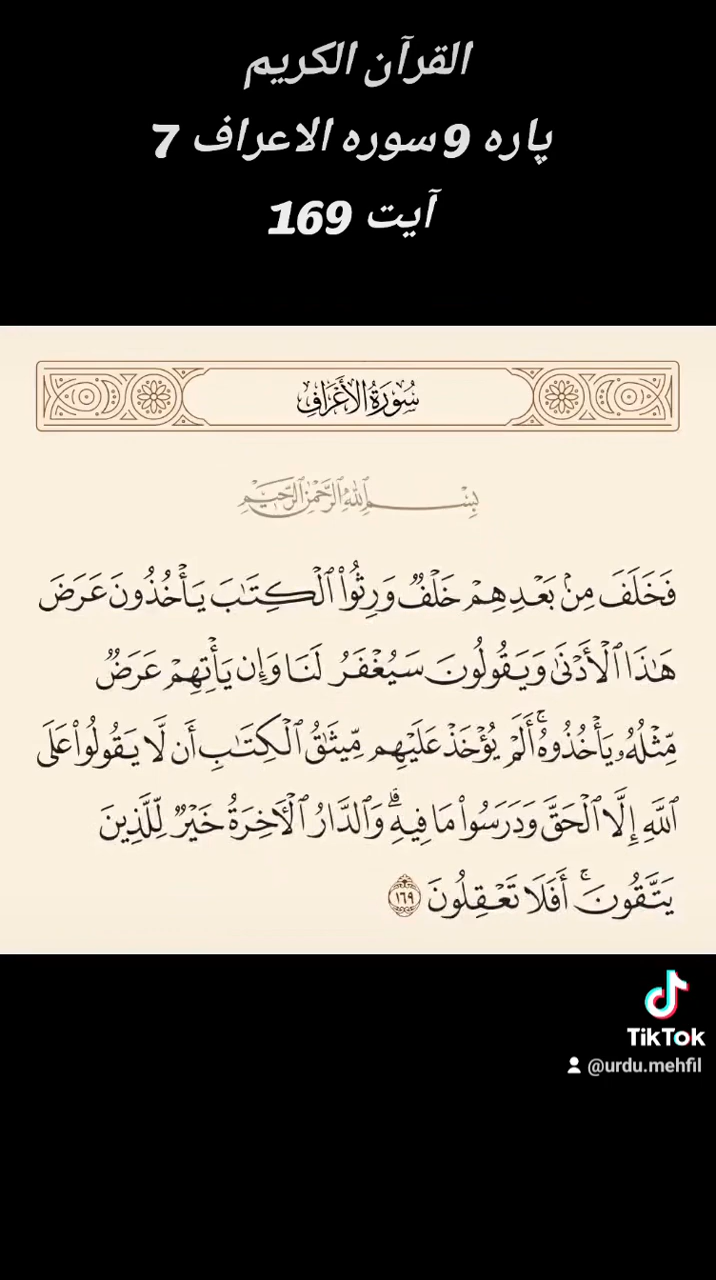 القرآن الكريم
پارہ 9 سورہ الاعراف 7
آیت 169
سُورَةُ الأَعۡرَافِ
بِسۡمِ ٱللَّهِ ٱلرَّحۡمَٰنِ ٱلرَّحِيمِ
فَخَلَفَ مِنۢ بَعۡدِهِمۡ خَلۡفٞ وَرِثُواْ ٱلۡكِتَٰبَ يَأۡخُذُونَ عَرَضَ
هَٰذَا ٱلۡأَدۡنَىٰ وَيَقُولُونَ سَيُغۡفَرُ لَنَا وَإِن يَأۡتِهِمۡ عَرَضٞ
مِّثۡلُهُۥ يَأۡخُذُوهُۚ أَلَمۡ يُؤۡخَذۡ عَلَيۡهِم مِّيثَٰقُ ٱلۡكِتَٰبِ أَن لَّا يَقُولُواْ عَلَى
ٱللَّهِ إِلَّا ٱلۡحَقَّ وَدَرَسُواْ مَا فِيهِۗ وَٱلدَّارُ ٱلۡأٓخِرَةُ خَيۡرٞ لِّلَّذِينَ
يَتَّقُونَۚ أَفَلَا تَعۡقِلُونَ ١٦٩
TikTok
@urdu.mehfil